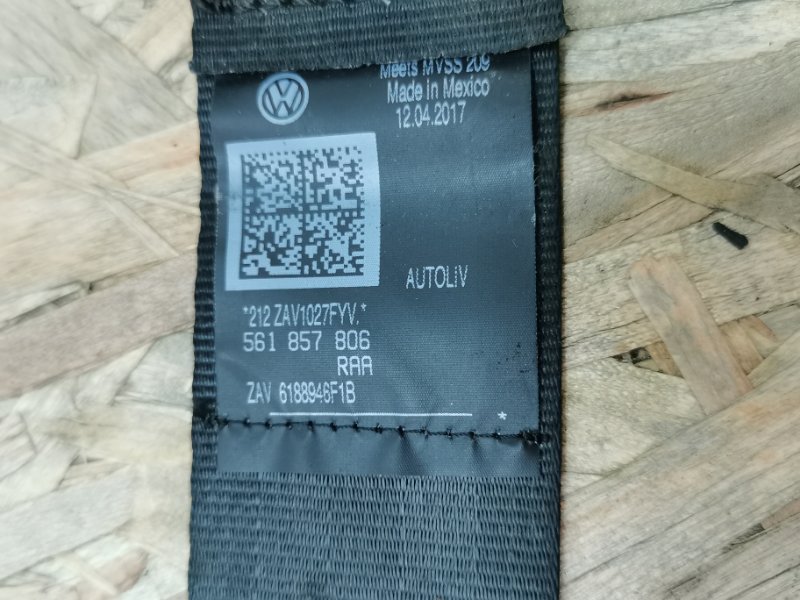 Meets MVSS 209
Made in Mexico
12.04.2017
AUTOLIV
*212 ZAV1027FYV.*
561 857 806
RAA
ZAV 6188946F1B
*